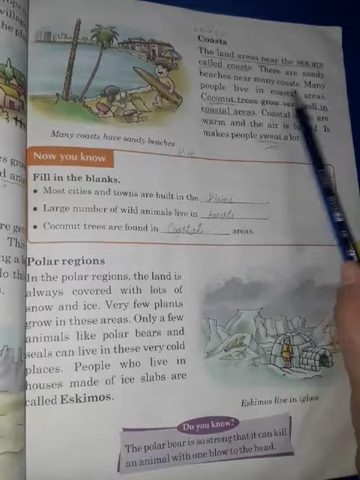 Coasts
The land areas near the sea are
called coasts. There are sandy
beaches near many coasts. Many
people live in coastal areas.
Coconut trees grow very well in
coastal areas. Coastal are
warm and the air is It
makes people sweat a lot.
Many coasts have sandy beaches
H.W
Now you know
Fill in the blanks.
• Most cities and towns are built in the Plains
• Large number of wild animals live in forests
• Coconut trees are found in Coastal areas.
Polar regions
In the polar regions, the land is
always covered with lots of
snow and ice. Very few plants
grow in these areas. Only a few
animals like polar bears and
seals can live in these very cold
places. People who live in
houses made of ice slabs are
called Eskimos.
Eskimos live in igloos
Do you know?
The polar bear is so strong that it can kill
an animal with one blow to the head.